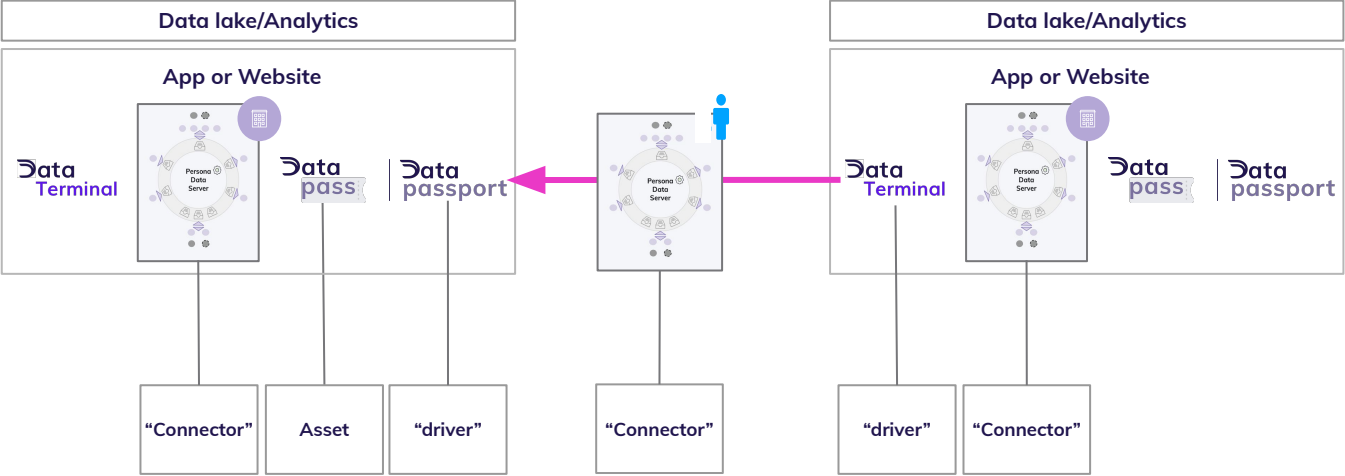 Data lake/Analytics
Data lake/Analytics
App or Website
App or Website
Data
Terminal
Persona
Data
Server
Data
pass
Data
passport
Persona
Data
Server
Data
Terminal
Persona
Data
Server
Data
pass
Data
passport
“Connector”
Asset
“driver”
“Connector”
“driver”
“Connector”